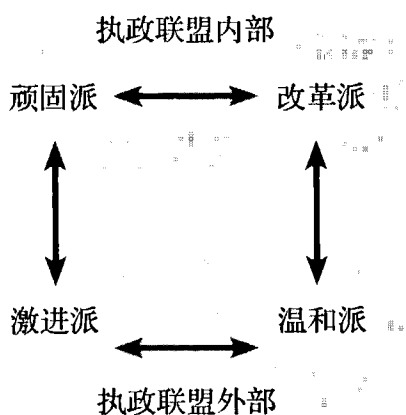 执政联盟内部
顽固派 改革派
激进派 温和派
执政联盟外部